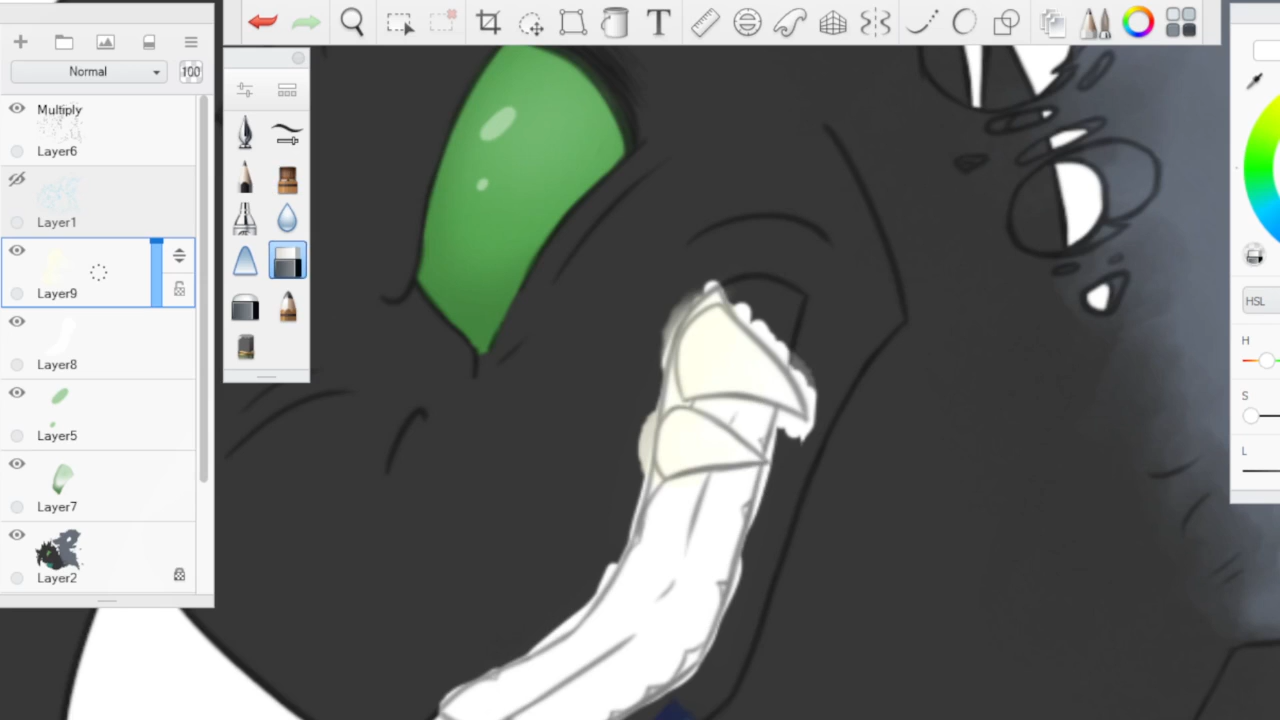 Normal
100
Multiply
Layer6
Layer1
Layer9
Layer8
Layer5
Layer7
Layer2
T
HSL
H
S
L